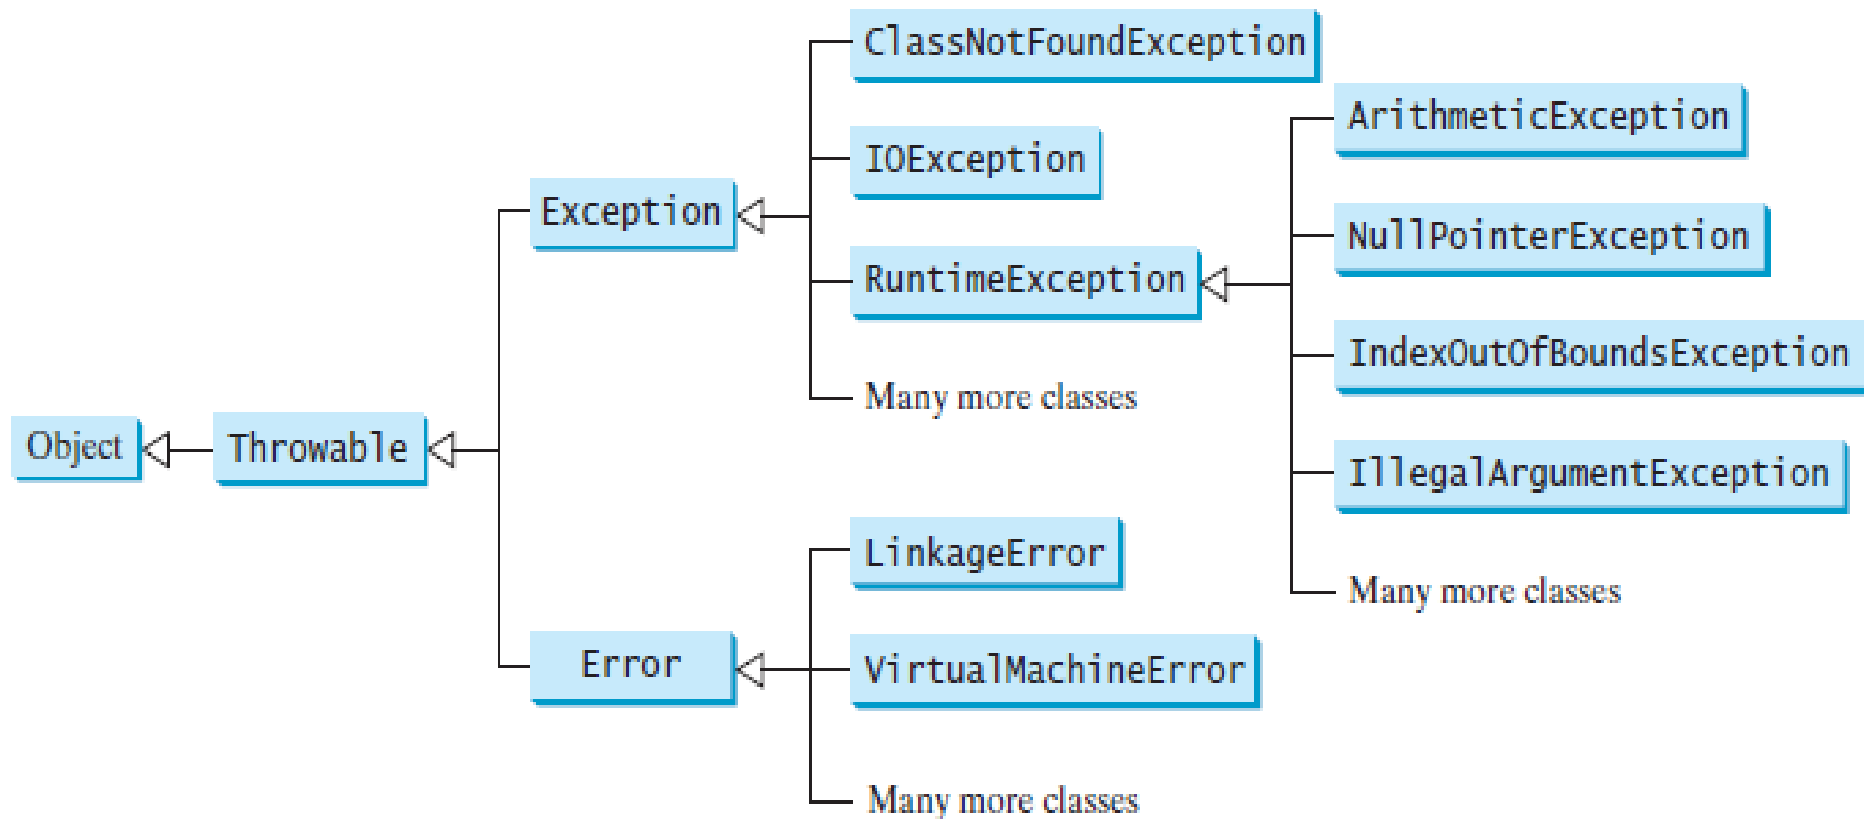 ClassNotFoundException
ArithmeticException
IOException
Exception
NullPointerException
RuntimeException
IndexOutOfBoundsException
Many more classes
Object
Throwable
IllegalArgumentException
LinkageError
Many more classes
Error
VirtualMachineError
Many more classes